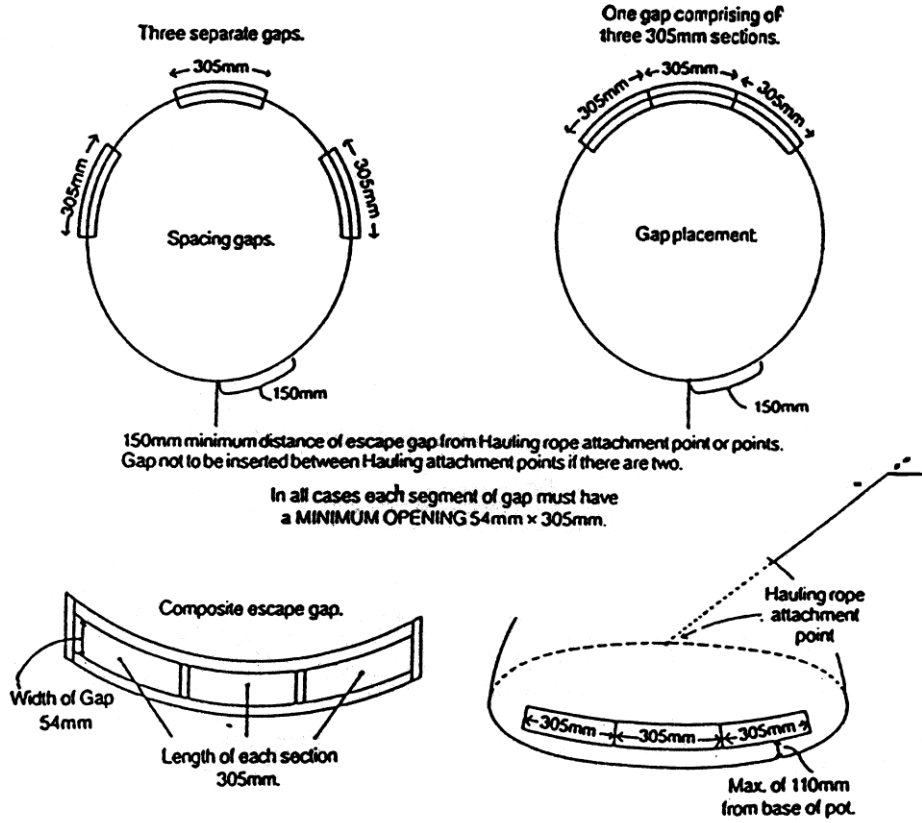 Three separate gaps.
305mm
305mm
305mm
Spacing gaps.
150mm
One gap comprising of
three 305mm sections.
305mm
305mm
305mm
Gap placement.
150mm
150mm minimum distance of escape gap from Hauling rope attachment point or points.
Gap not to be inserted between Hauling attachment points if there are two.
In all cases each segment of gap must have
a MINIMUM OPENING 54mm × 305mm.
Composite escape gap.
Width of Gap
54mm
Length of each section
305mm.
Hauling rope
attachment
point
305mm
305mm
305mm
Max. of 110mm
from base of pot.